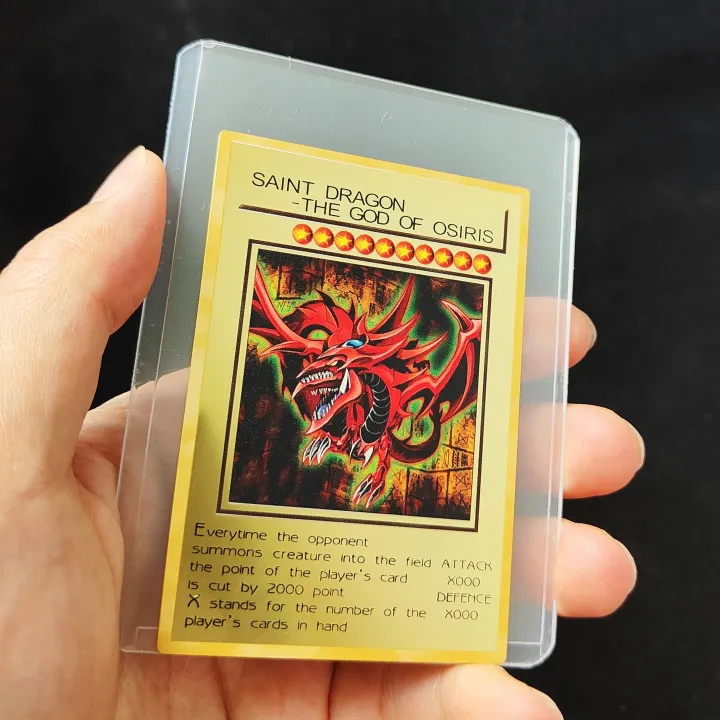 SAINT DRAGON
-THE GOD OF OSIRIS
Everytime the opponent
summons creature into the field
the point of the player's card
is cut by 2000 point
X stands for the number of the
player's cards in hand
ATTACK
X000
DEFENCE
X000